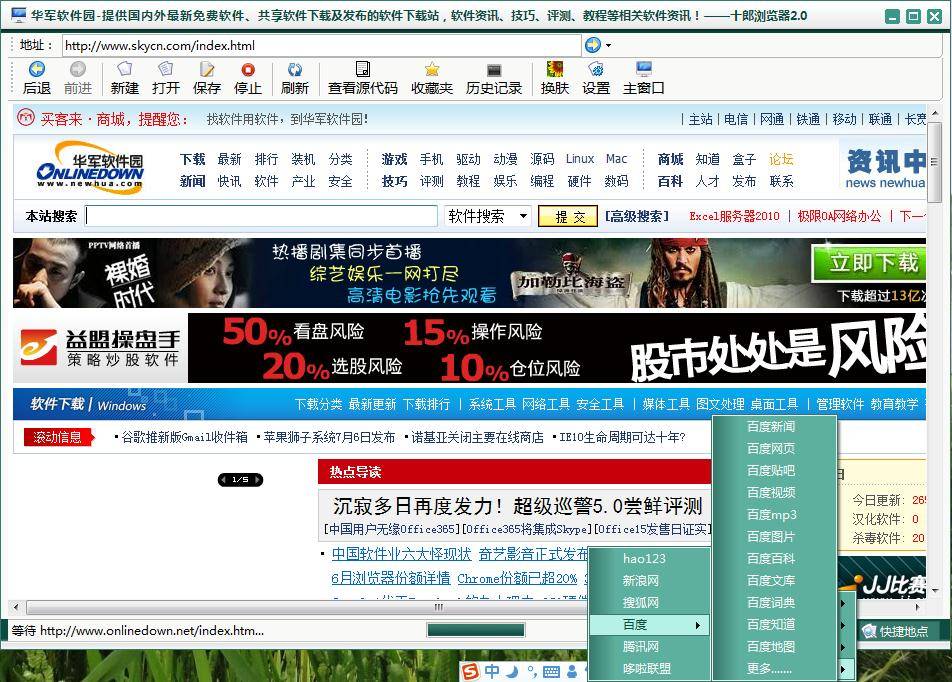 华军软件园-提供国内外最新免费软件、共享软件下载及发布的软件下载站，软件资讯、技巧、评测、教程等相关软件资讯！——十郎浏览器2.0
地址： http://www.skycn.com/index.html
后退 前进 新建 打开 保存 停止 刷新 查看源代码 收藏夹 历史记录 换肤 设置 主窗口
买客来·商城，提醒您： 找软件用软件，到华军软件园！ | 主站 | 电信 | 网通 | 铁通 | 移动 | 联通 | 长宽
华军软件园 ONLINEDOWN www.newhua.com
下载 最新 排行 装机 分类 游戏 手机 驱动 动漫 源码 Linux Mac 商城 知道 盒子 论坛
新闻 快讯 软件 产业 安全 技巧 评测 教程 娱乐 编程 硬件 数码 百科 人才 发布 联系
资讯中
news newhua
本站搜索 软件搜索 提 交 [高级搜索] Excel服务器2010 | 极限OA网络办公 | 下一
PPTV网络首播
裸婚时代
热播剧集同步首播
综艺娱乐一网打尽
高清电影抢先观看
加勒比海盗
立即下载
下载超过13亿次
益盟操盘手
策略炒股软件
50%看盘风险 15%操作风险
20%选股风险 10%仓位风险
股市处处是风险
软件下载 | Windows 下载分类 最新更新 下载排行 | 系统工具 网络工具 安全工具 | 媒体工具 图文处理 桌面工具 | 管理软件 教育教学
滚动信息 ·谷歌推新版Gmail收件箱 ·苹果狮子系统7月6日发布 ·诺基亚关闭主要在线商店 ·IE10生命周期可达十年?
1/5
热点导读
沉寂多日再度发力！超级巡警5.0尝鲜评测
[中国用户无缘Office365][Office365将集成Skype][Office15发售日证实]
中国软件业六大怪现状 奇艺影音正式发布
6月浏览器份额详情 Chrome份额已超20%
日
今日更新：
汉化软件： 0
杀毒软件： 20
JJ比赛
百度新闻
百度网页
百度贴吧
百度视频
百度mp3
百度图片
百度百科
百度文库
百度词典
百度知道
百度地图
更多......
hao123
新浪网
搜狐网
百度
腾讯网
哆啦联盟
等待 http://www.onlinedown.net/index.htm...
快捷地点
中